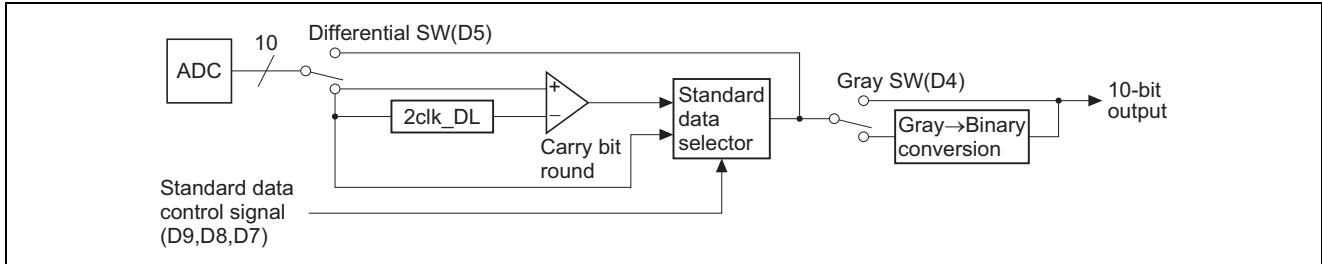 Differential SW(D5)
10
ADC
Gray SW(D4)
10-bit
output
+
2clk_DL
−
Standard
data
selector
Gray→Binary
conversion
Carry bit
round
Standard data
control signal
(D9,D8,D7)